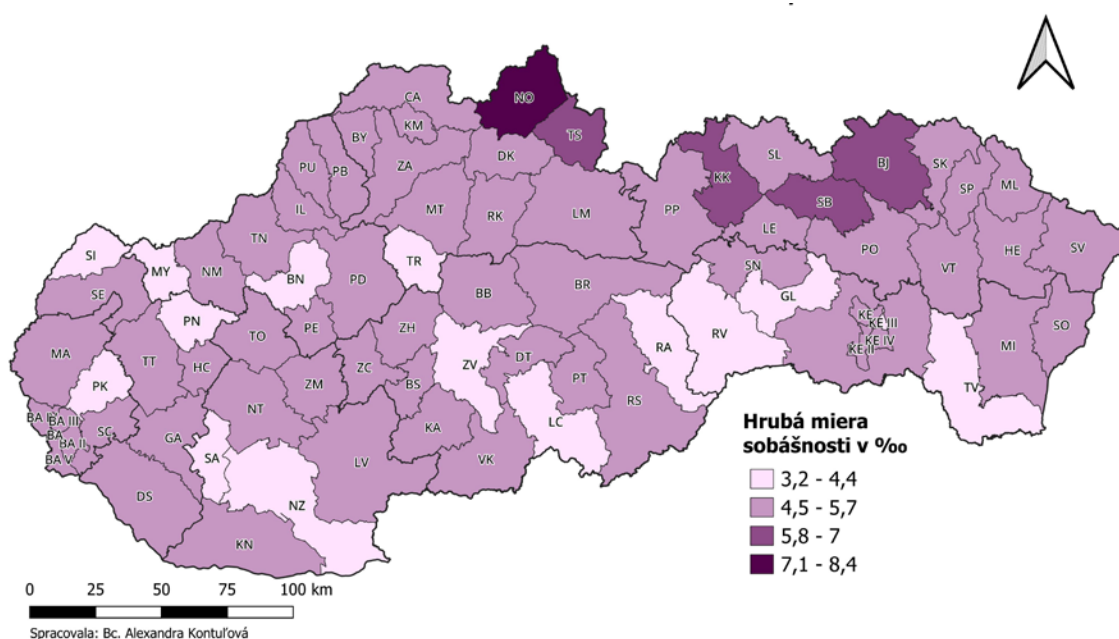 NO
CA
KM
TS
BY
PU
PB
ZA
DK
SL
BJ
SK
KK
SP
ML
IL
MT
RK
LM
PP
SB
LE
TN
PO
HE
SV
SI
MY
NM
BN
PD
TR
VT
SN
SE
BB
BR
GL
PN
TO
PE
ZH
KE
KE III
SO
MA
TT
HC
ZV
DT
RA
RV
KE IV
KE II
MI
PK
ZM
ZC
BS
PT
TV
NT
RS
BA III
SC
GA
KA
LC
BA
BA II
BA V
SA
LV
VK
DS
NZ
KN
Hrubá miera
sobášnosti v ‰
3,2 - 4,4
4,5 - 5,7
5,8 - 7
7,1 - 8,4
0 25 50 75 100 km
Spracovala: Bc. Alexandra Kontuľová